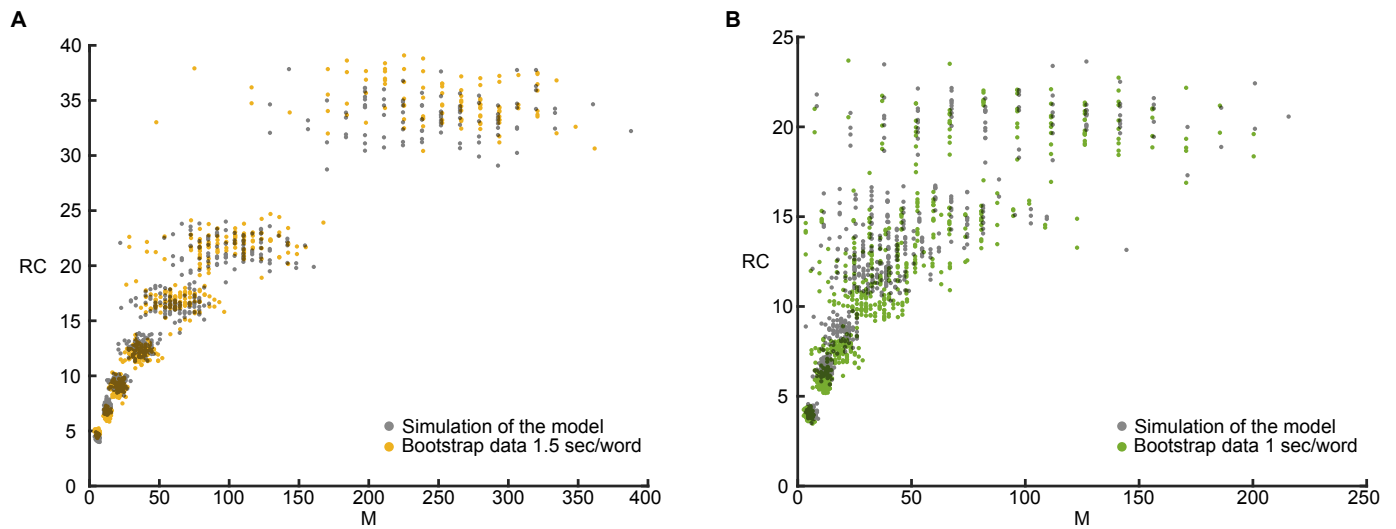 A
B
40
35
30
25
20
15
10
5
0
RC
0 50 100 150 200 250 300 350 400
M
Simulation of the model
Bootstrap data 1.5 sec/word
25
20
15
10
5
0
RC
0 50 100 150 200 250
M
Simulation of the model
Bootstrap data 1 sec/word